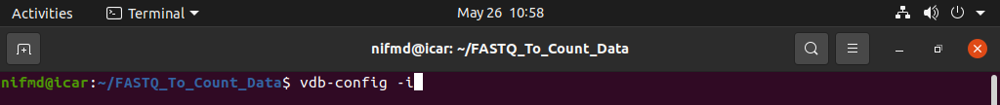 Activities Terminal May 26 10:58
nifmd@icar: ~/FASTQ_To_Count_Data
nifmd@icar:~/FASTQ_To_Count_Data$ vdb-config -i